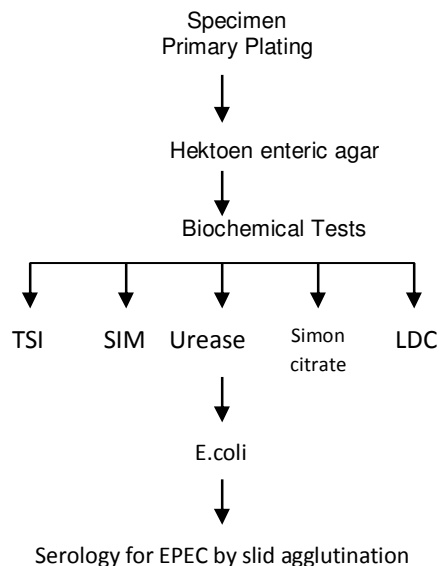 Specimen
Primary Plating
Hektoen enteric agar
Biochemical Tests
TSI SIM Urease Simon citrate LDC
E.coli
Serology for EPEC by slid agglutination